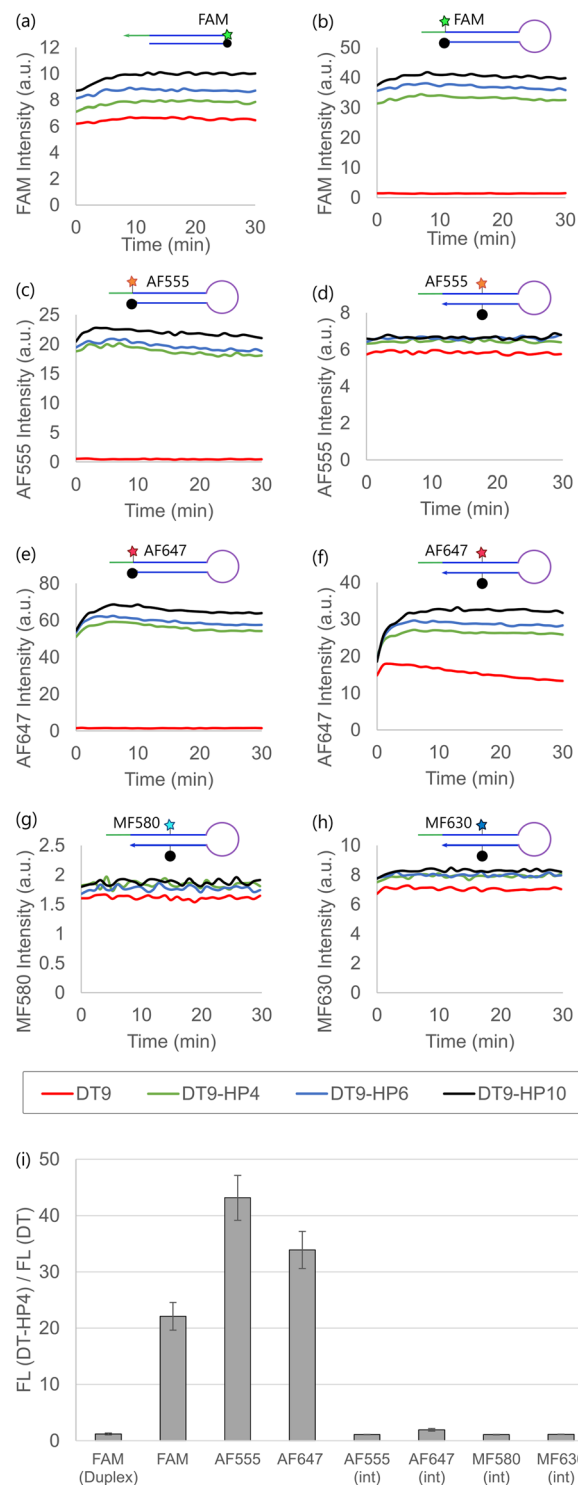 (a)
FAM
FAM Intensity (a.u.)
12
10
8
6
4
2
0
0
10
20
30
Time (min)
(b)
FAM
FAM Intensity (a.u.)
50
40
30
20
10
0
0
10
20
30
Time (min)
(c)
AF555
AF555 Intensity (a.u.)
25
20
15
10
5
0
0
10
20
30
Time (min)
(d)
AF555
AF555 Intensity (a.u.)
8
6
4
2
0
0
10
20
30
Time (min)
(e)
AF647
AF647 Intensity (a.u.)
80
60
40
20
0
0
10
20
30
Time (min)
(f)
AF647
AF647 Intensity (a.u.)
40
30
20
10
0
0
10
20
30
Time (min)
(g)
MF580
MF580 Intensity (a.u.)
2.5
2
1.5
1
0.5
0
0
10
20
30
Time (min)
(h)
MF630
MF630 Intensity (a.u.)
10
8
6
4
2
0
0
10
20
30
Time (min)
DT9 DT9-HP4 DT9-HP6 DT9-HP10
(i)
FL (DT-HP4) / FL (DT)
50
40
30
20
10
0
FAM
(Duplex)
FAM
AF555
AF647
AF555
(int)
AF647
(int)
MF580
(int)
MF630
(int)